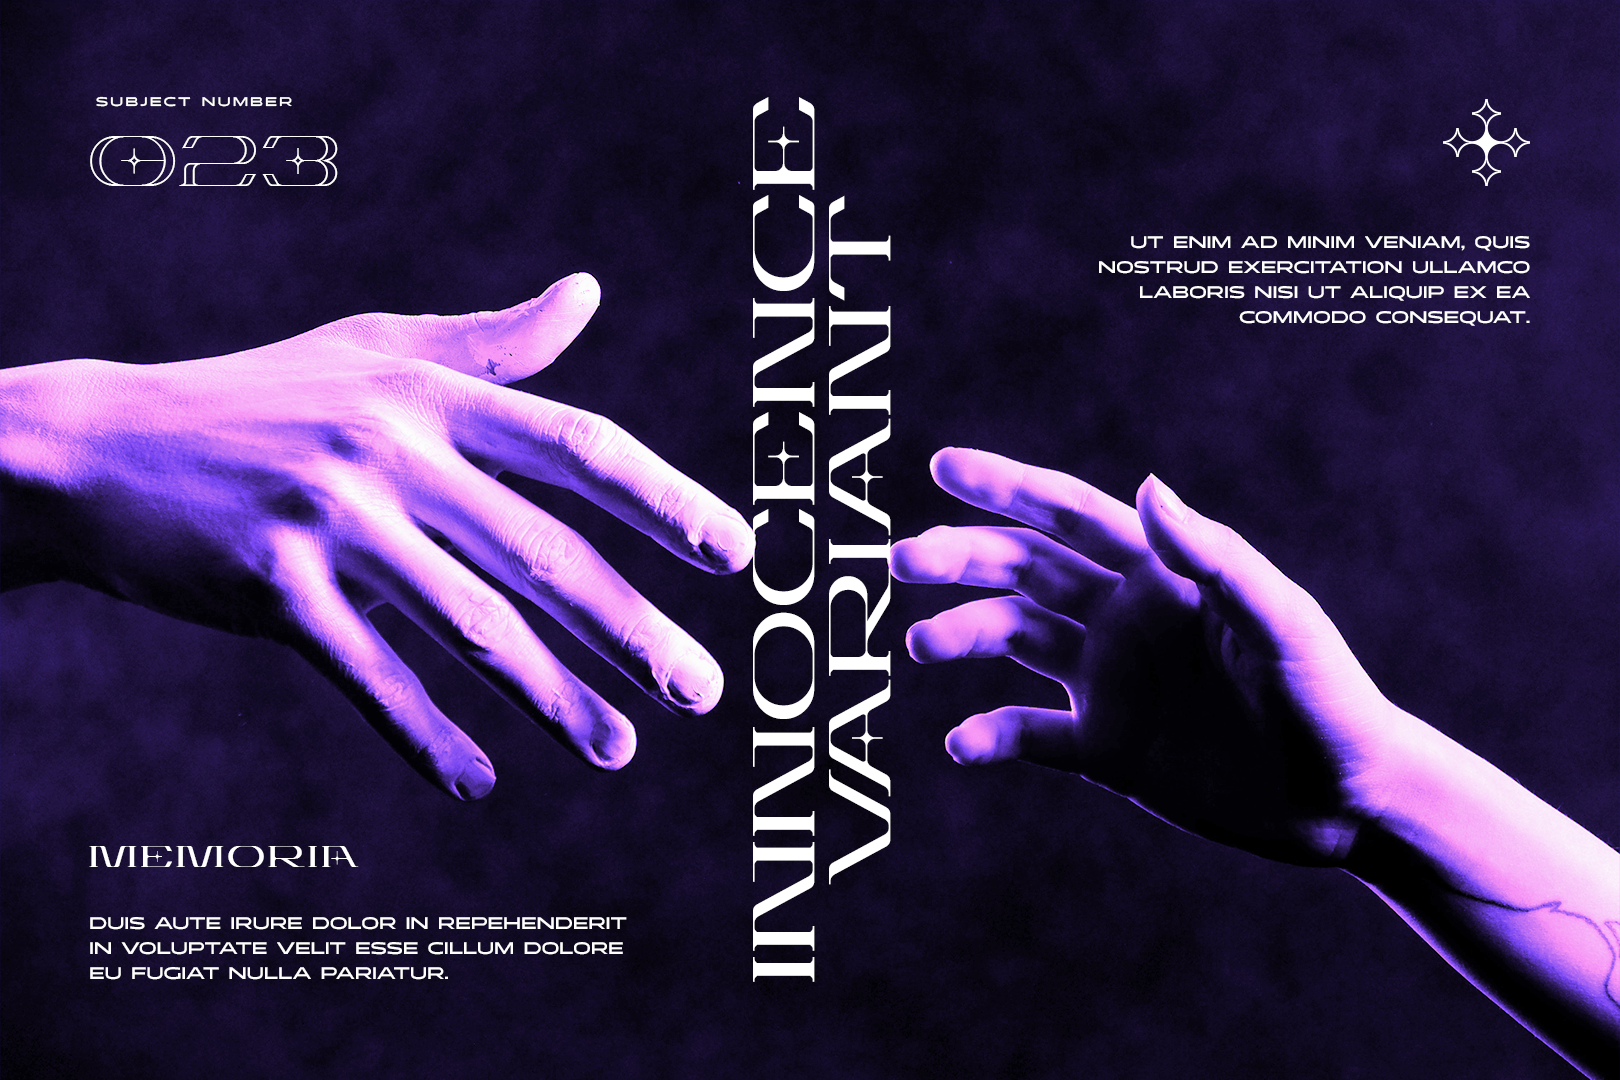 SUBJECT NUMBER
023
INNOCENCE
VARIANT
UT ENIM AD MINIM VENIAM, QUIS
NOSTRUD EXERCITATION ULLAMCO
LABORIS NISI UT ALIQUIP EX EA
COMMODO CONSEQUAT.
MEMORIA
DUIS AUTE IRURE DOLOR IN REPEHENDERIT
IN VOLUPTATE VELIT ESSE CILLUM DOLORE
EU FUGIAT NULLA PARIATUR.